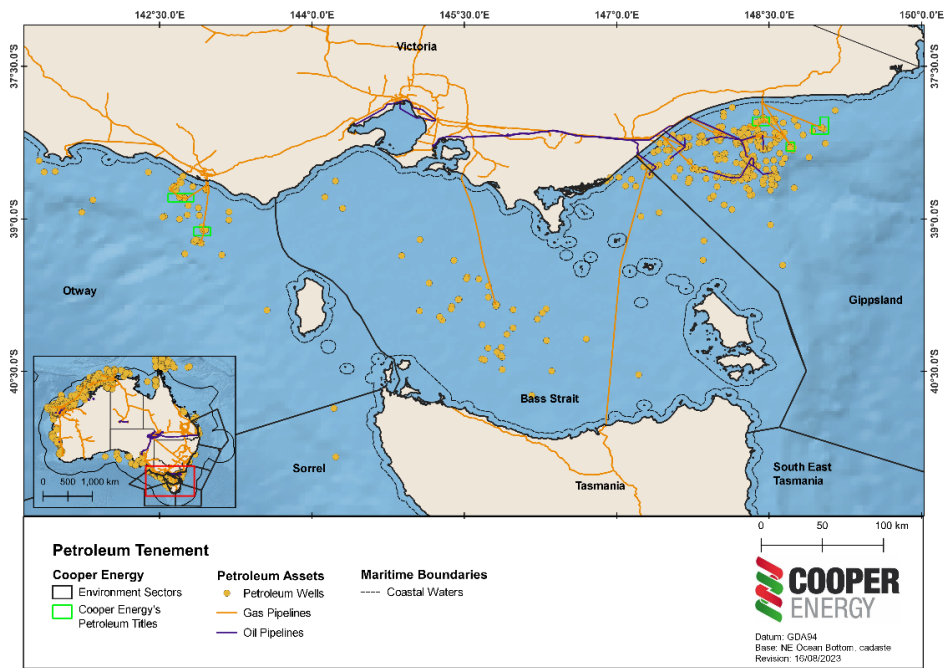 142°30.0'E 144°0.0'E 145°30.0'E 147°0.0'E 148°30.0'E 150°0.0'E
37°30.0'S
37°30.0'S
39°0.0'S
39°0.0'S
40°30.0'S
40°30.0'S
Victoria
Otway
Gippsland
Bass Strait
Sorrel
Tasmania
South East
Tasmania
0 500 1,000 km
0 50 100 km
Petroleum Tenement
Cooper Energy
Environment Sectors
Cooper Energy's
Petroleum Titles
Petroleum Assets
Petroleum Wells
Gas Pipelines
Oil Pipelines
Maritime Boundaries
Coastal Waters
COOPER
ENERGY
Datum: GDA94
Base: NE Ocean Bottom, cadaste
Revision: 16/08/2023